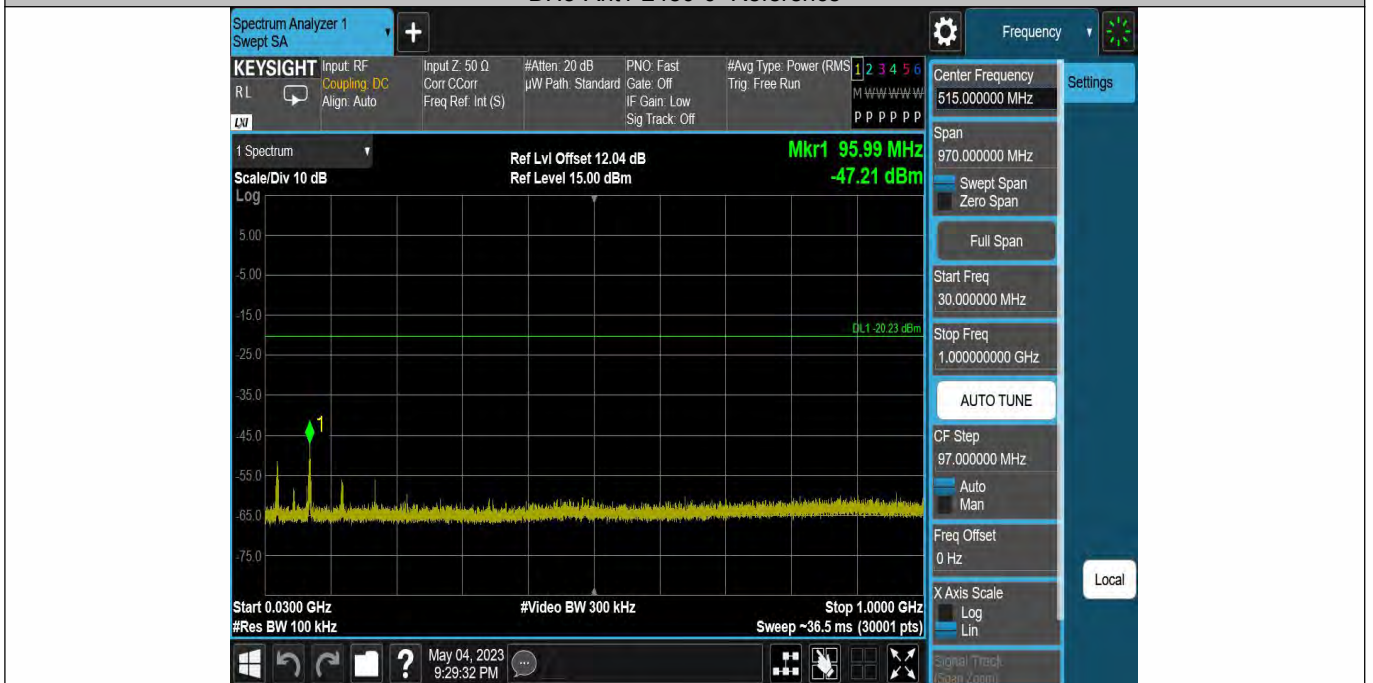 Spectrum Analyzer 1
Swept SA
+
Frequency
KEYSIGHT
RL
LXI
Input: RF
Coupling: DC
Align: Auto
Input Z: 50 Ω
Corr CCorr
Freq Ref: Int (S)
#Atten: 20 dB
µW Path: Standard
PNO: Fast
Gate: Off
IF Gain: Low
Sig Track: Off
#Avg Type: Power (RMS
Trig: Free Run
1 2 3 4 5 6
M W W W W W
P P P P P P
1 Spectrum
Scale/Div 10 dB
Log
Ref Lvl Offset 12.04 dB
Ref Level 15.00 dBm
Mkr1 95.99 MHz
-47.21 dBm
5.00
-5.00
-15.0
DL1 -20.23 dBm
-25.0
-35.0
1
-45.0
-55.0
-65.0
-75.0
Start 0.0300 GHz
#Res BW 100 kHz
#Video BW 300 kHz
Stop 1.0000 GHz
Sweep ~36.5 ms (30001 pts)
?
May 04, 2023
9:29:32 PM
Center Frequency
515.000000 MHz
Settings
Span
970.000000 MHz
Swept Span
Zero Span
Full Span
Start Freq
30.000000 MHz
Stop Freq
1.000000000 GHz
AUTO TUNE
CF Step
97.000000 MHz
Auto
Man
Freq Offset
0 Hz
X Axis Scale
Log
Lin
Signal Track
(Span Zoom)
Local